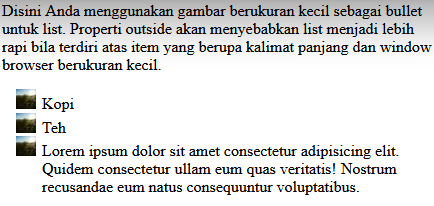 Disini Anda menggunakan gambar berukuran kecil sebagai bullet
untuk list. Properti outside akan menyebabkan list menjadi lebih
rapi bila terdiri atas item yang berupa kalimat panjang dan window
browser berukuran kecil.
Kopi
Teh
Lorem ipsum dolor sit amet consectetur adipisicing elit.
Quidem consectetur ullam eum quas veritatis! Nostrum
recusandae eum natus consequuntur voluptatibus.